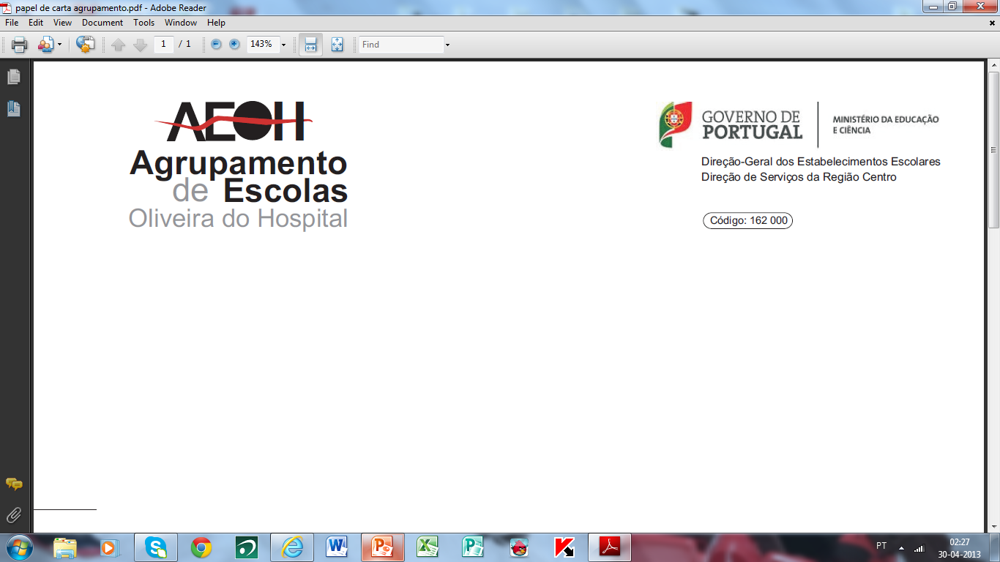 papel de carta agrupamento.pdf - Adobe Reader
File Edit View Document Tools Window Help
1 / 1 143% Find
AEOH
Agrupamento
de Escolas
Oliveira do Hospital
GOVERNO DE
PORTUGAL
MINISTÉRIO DA EDUCAÇÃO
E CIÊNCIA
Direção-Geral dos Estabelecimentos Escolares
Direção de Serviços da Região Centro
Código: 162 000
PT
02:27
30-04-2013